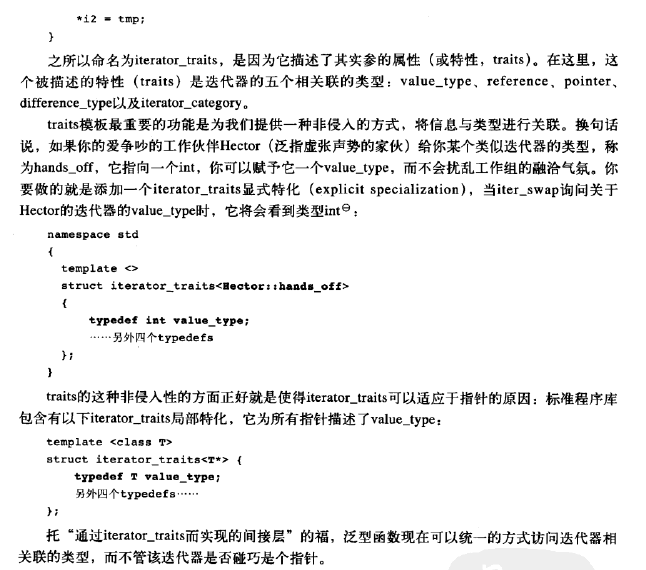 *i2 = tmp;
}
之所以命名为iterator_traits，是因为它描述了其实参的属性（或特性，traits）。在这里，这
个被描述的特性（traits）是迭代器的五个相关联的类型：value_type、reference、pointer、
difference_type以及iterator_category。
traits模板最重要的功能是为我们提供一种非侵入的方式，将信息与类型进行关联。换句话
说，如果你的爱争吵的工作伙伴Hector（泛指虚张声势的家伙）给你某个类似迭代器的类型，称
为hands_off，它指向一个int，你可以赋予它一个value_type，而不会扰乱工作组的融洽气氛。你
要做的就是添加一个iterator_traits显式特化（explicit specialization），当iter_swap询问关于
Hector的迭代器的value_type时，它将会看到类型int⊖：
namespace std
{
template <>
struct iterator_traits<Hector::hands_off>
{
typedef int value_type;
……另外四个typedefs
};
}
traits的这种非侵入性的方面正好就是使得iterator_traits可以适应于指针的原因：标准程序库
包含有以下iterator_traits局部特化，它为所有指针描述了value_type：
template <class T>
struct iterator_traits<T*> {
typedef T value_type;
另外四个typedefs……
};
托“通过iterator_traits而实现的间接层”的福，泛型函数现在可以统一的方式访问迭代器相
关联的类型，而不管该迭代器是否碰巧是个指针。